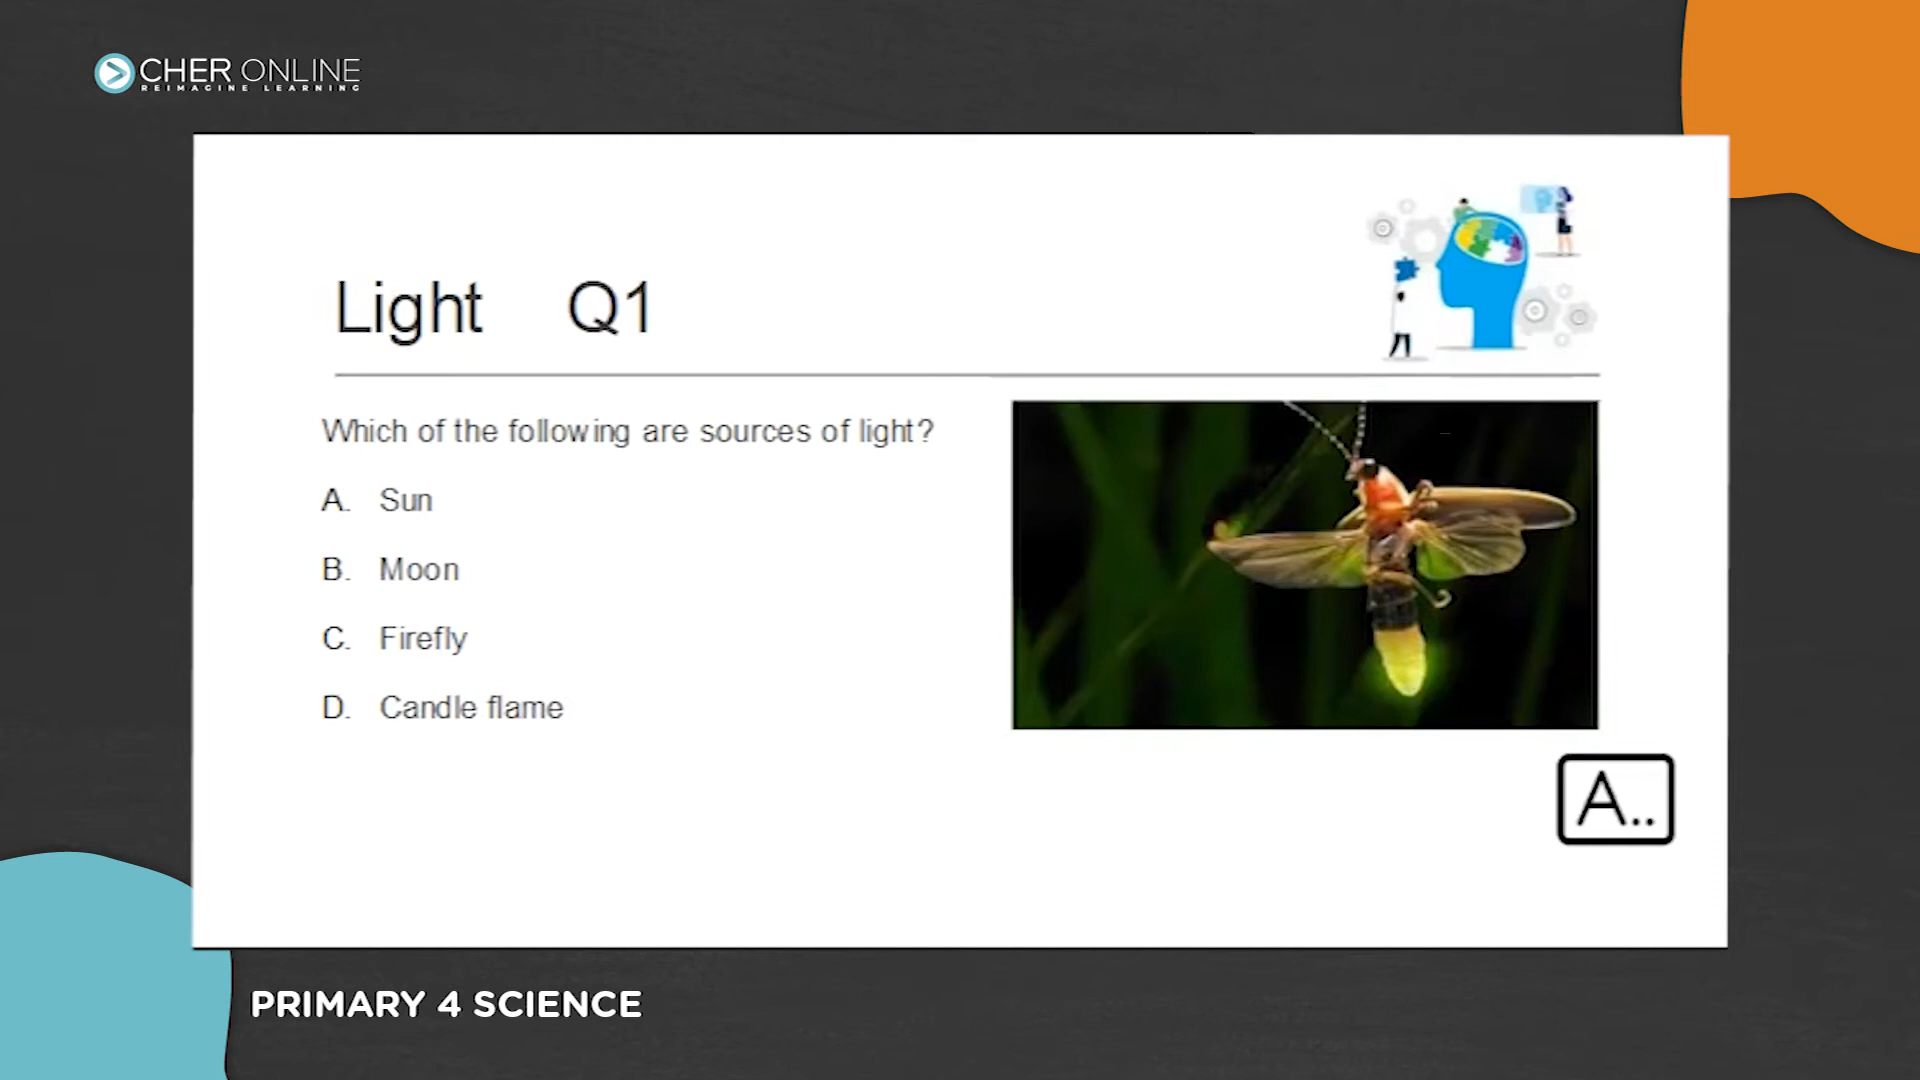 CHER ONLINE
REIMAGINE LEARNING
Light Q1
Which of the following are sources of light?
A. Sun
B. Moon
C. Firefly
D. Candle flame
A..
PRIMARY 4 SCIENCE